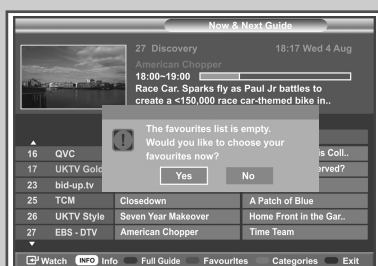 Now & Next Guide
27 Discovery 18:17 Wed 4 Aug
American Chopper
18:00~19:00
Race Car. Sparks fly as Paul Jr battles to
create a <150,000 race car-themed bike in..
The favourites list is empty.
Would you like to choose your
favourites now?
Yes No
16 QVC is Coll..
17 UKTV Gold erved?
23 bid-up.tv
25 TCM Closedown A Patch of Blue
26 UKTV Style Seven Year Makeover Home Front in the Gar..
27 EBS - DTV American Chopper Time Team
Watch INFO Info Full Guide Favourites Categories Exit